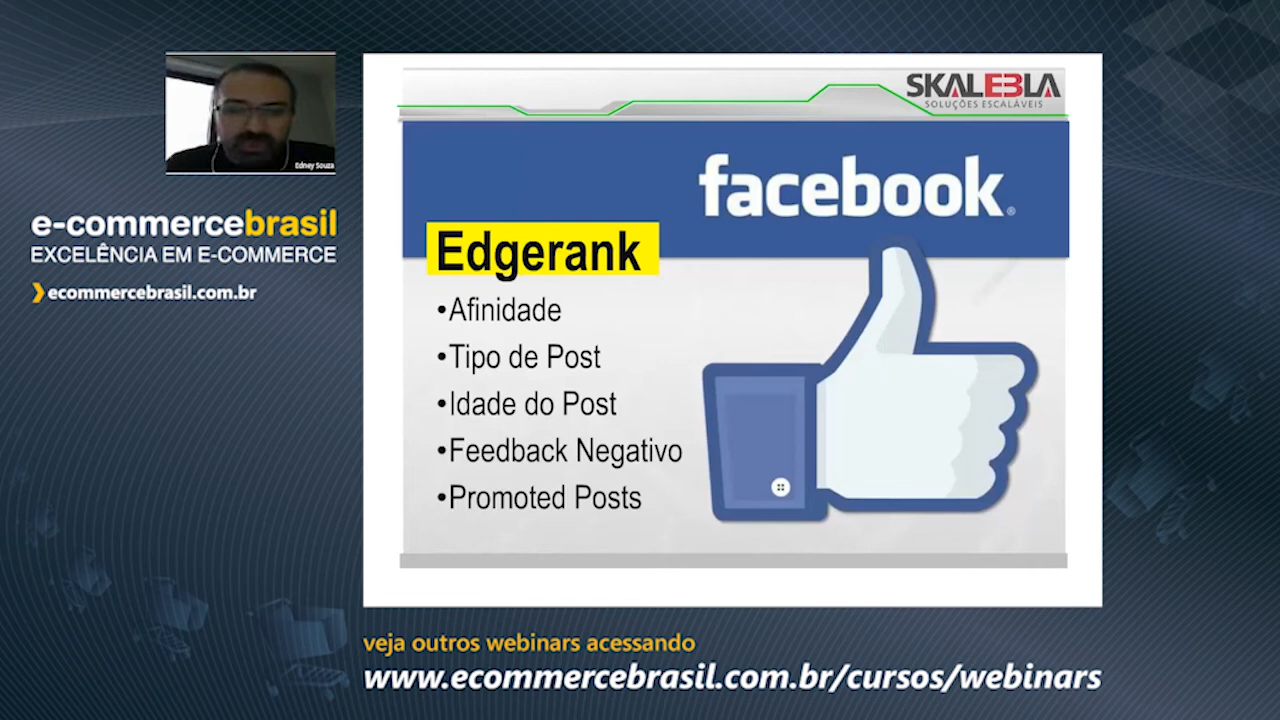 Edney Souza
e-commercebrasil
EXCELÊNCIA EM E-COMMERCE
ecommercebrasil.com.br
SKALEBLA
SOLUÇÕES ESCALÁVEIS
facebook®
Edgerank
•Afinidade
•Tipo de Post
•Idade do Post
•Feedback Negativo
•Promoted Posts
veja outros webinars acessando
www.ecommercebrasil.com.br/cursos/webinars